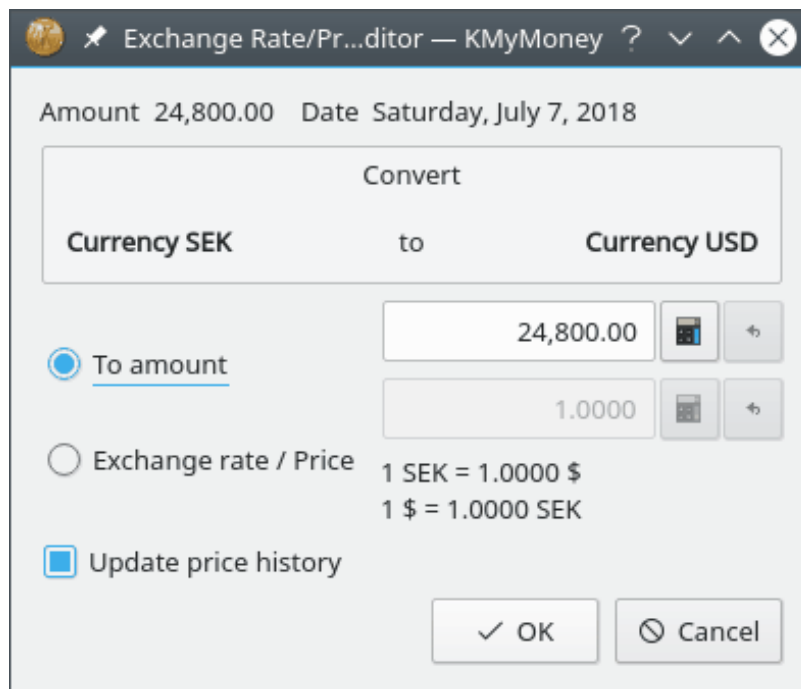 Exchange Rate/Pr...ditor — KMyMoney ?
Amount 24,800.00 Date Saturday, July 7, 2018
Convert
Currency SEK to Currency USD
24,800.00
To amount
1.0000
Exchange rate / Price
1 SEK = 1.0000 $
1 $ = 1.0000 SEK
Update price history
OK Cancel